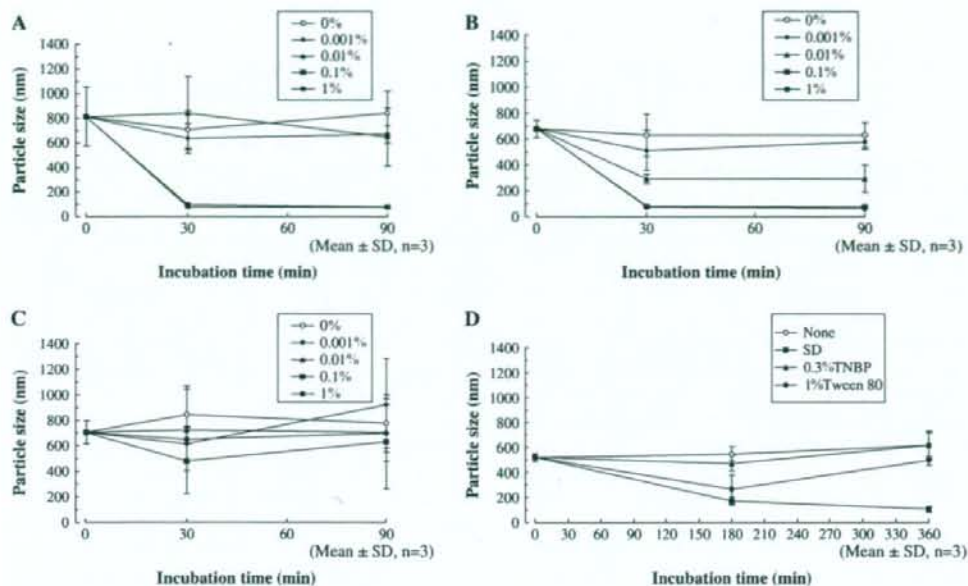 A
0%
0.001%
0.01%
0.1%
1%
Particle size (nm)
1400
1200
1000
800
600
400
200
0
0 30 60 90
(Mean ± SD, n=3)
Incubation time (min)
B
0%
0.001%
0.01%
0.1%
1%
Particle size (nm)
1400
1200
1000
800
600
400
200
0
0 30 60 90
(Mean ± SD, n=3)
Incubation time (min)
C
0%
0.001%
0.01%
0.1%
1%
Particle size (nm)
1400
1200
1000
800
600
400
200
0
0 30 60 90
(Mean ± SD, n=3)
Incubation time (min)
D
None
SD
0.3%TNBP
1%Tween 80
Particle size (nm)
1400
1200
1000
800
600
400
200
0
0 30 60 90 120 150 180 210 240 270 300 330 360
(Mean ± SD, n=3)
Incubation time (min)